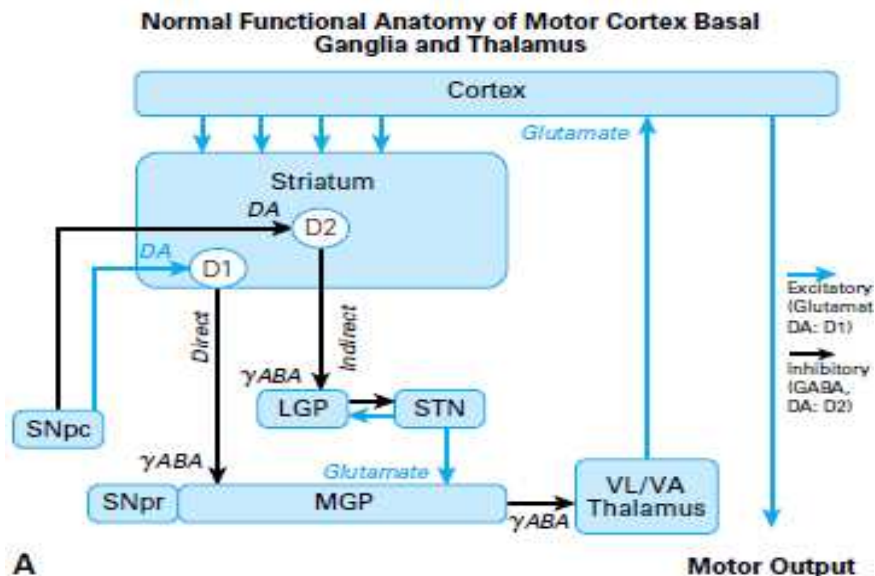 Normal Functional Anatomy of Motor Cortex Basal
Ganglia and Thalamus
Cortex
Glutamate
Striatum
DA
D2
DA
D1
Direct
Indirect
Excitatory
(Glutamat
DA: D1)
Inhibitory
(GABA,
DA: D2)
γABA
LGP
STN
SNpc
γABA
Glutamate
SNpr
MGP
γABA
VL/VA
Thalamus
A
Motor Output